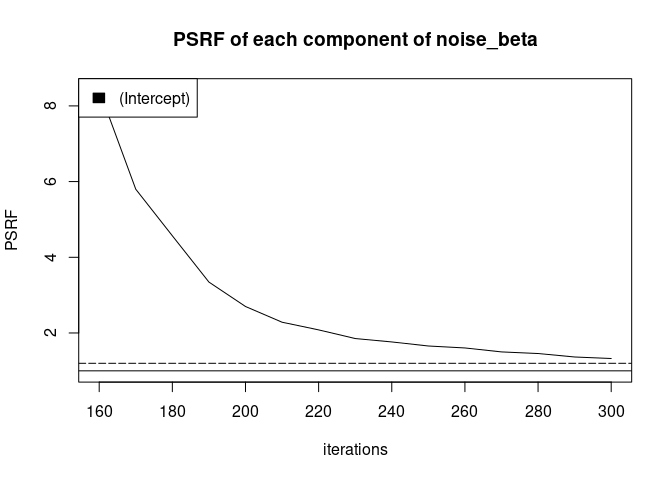 PSRF of each component of noise_beta
(Intercept)
8
6
4
2
PSRF
160 180 200 220 240 260 280 300
iterations